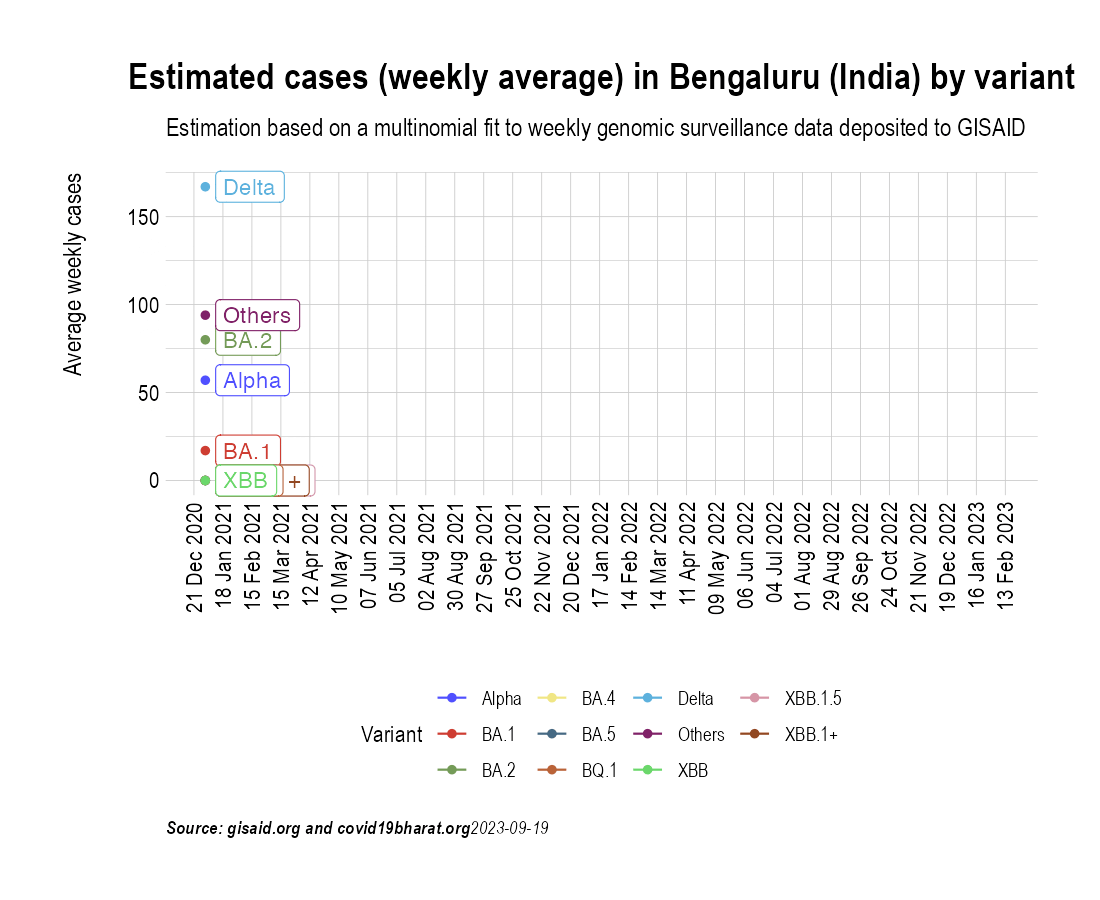 Estimated cases (weekly average) in Bengaluru (India) by variant
Estimation based on a multinomial fit to weekly genomic surveillance data deposited to GISAID
Average weekly cases
150
100
50
0
Delta
Others
BA.2
Alpha
BA.1
XBB
+
21 Dec 2020
18 Jan 2021
15 Feb 2021
15 Mar 2021
12 Apr 2021
10 May 2021
07 Jun 2021
05 Jul 2021
02 Aug 2021
30 Aug 2021
27 Sep 2021
25 Oct 2021
22 Nov 2021
20 Dec 2021
17 Jan 2022
14 Feb 2022
14 Mar 2022
11 Apr 2022
09 May 2022
06 Jun 2022
04 Jul 2022
01 Aug 2022
29 Aug 2022
26 Sep 2022
24 Oct 2022
21 Nov 2022
19 Dec 2022
16 Jan 2023
13 Feb 2023
Variant
Alpha
BA.1
BA.2
BA.4
BA.5
BQ.1
Delta
Others
XBB
XBB.1.5
XBB.1+
Source: gisaid.org and covid19bharat.org2023-09-19